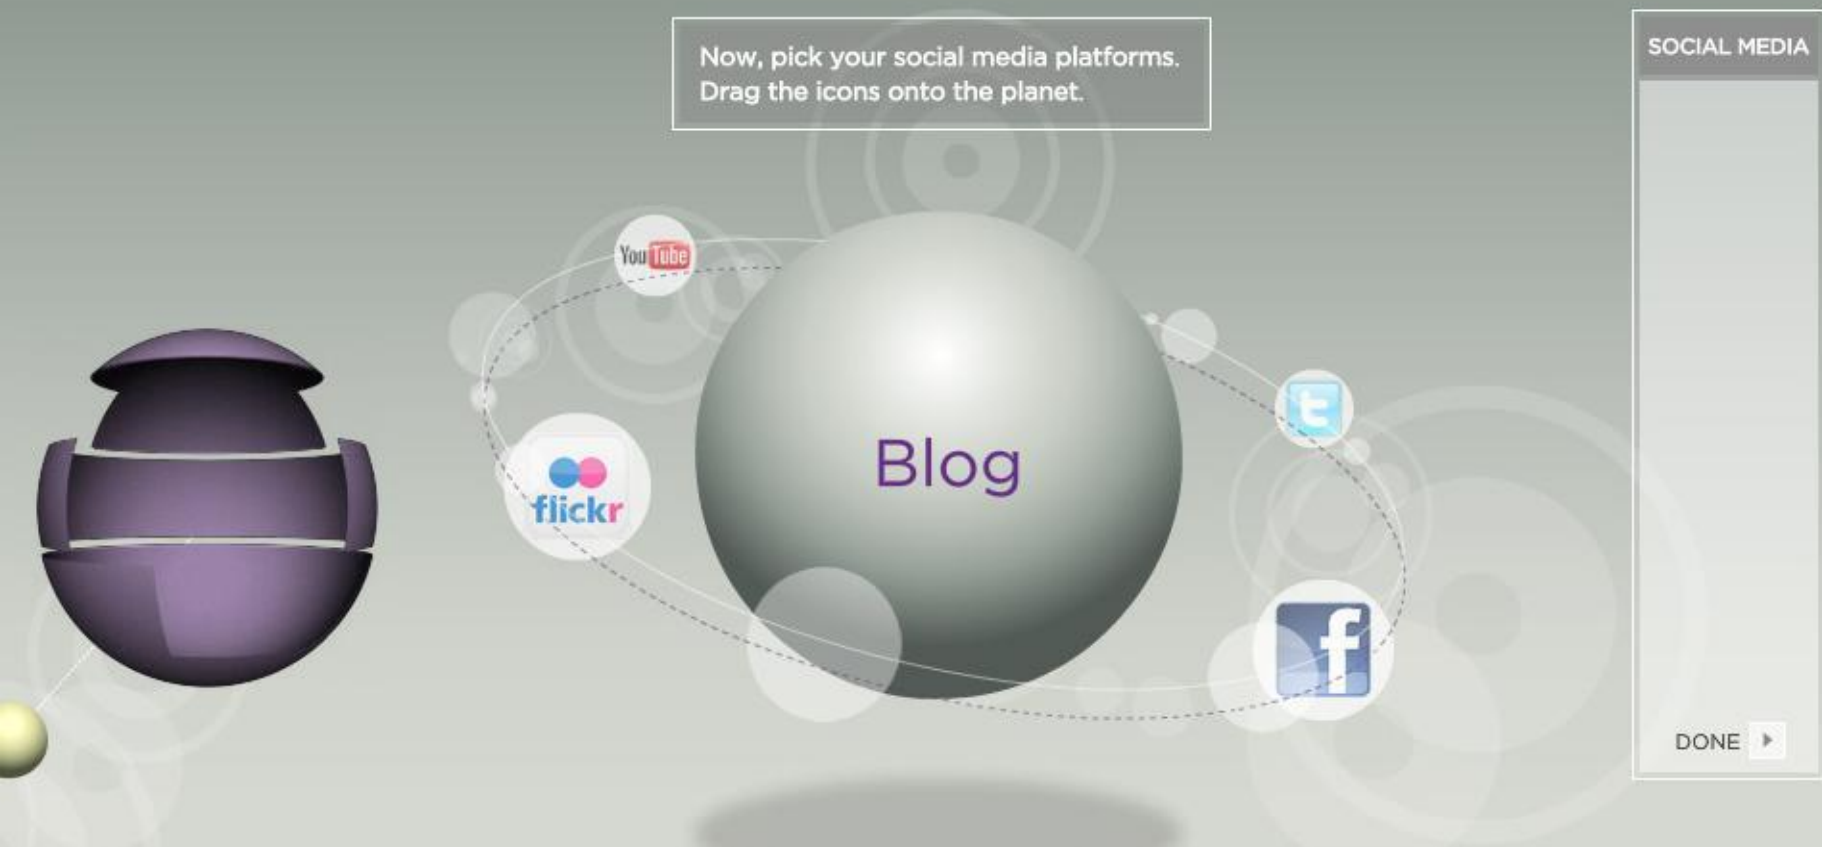 Now, pick your social media platforms.
Drag the icons onto the planet.
SOCIAL MEDIA
YouTube
t
Blog
flickr
f
DONE